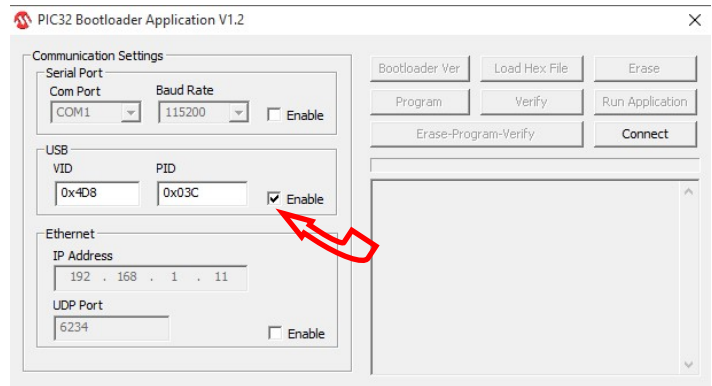 PIC32 Bootloader Application V1.2
Communication Settings
Serial Port
Com Port Baud Rate
COM1 115200 Enable
USB
VID PID
0x4D8 0x03C Enable
Ethernet
IP Address
192 . 168 . 1 . 11
UDP Port
6234 Enable
Bootloader Ver Load Hex File Erase
Program Verify Run Application
Erase-Program-Verify Connect